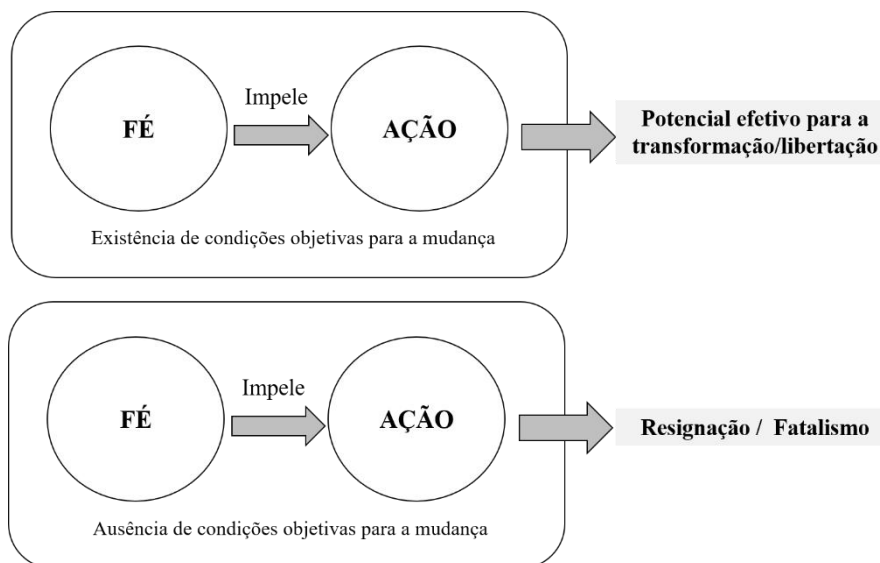 Impele
FÉ
AÇÃO
Potencial efetivo para a
transformação/libertação
Existência de condições objetivas para a mudança
Impele
FÉ
AÇÃO
Resignação /  Fatalismo
Ausência de condições objetivas para a mudança